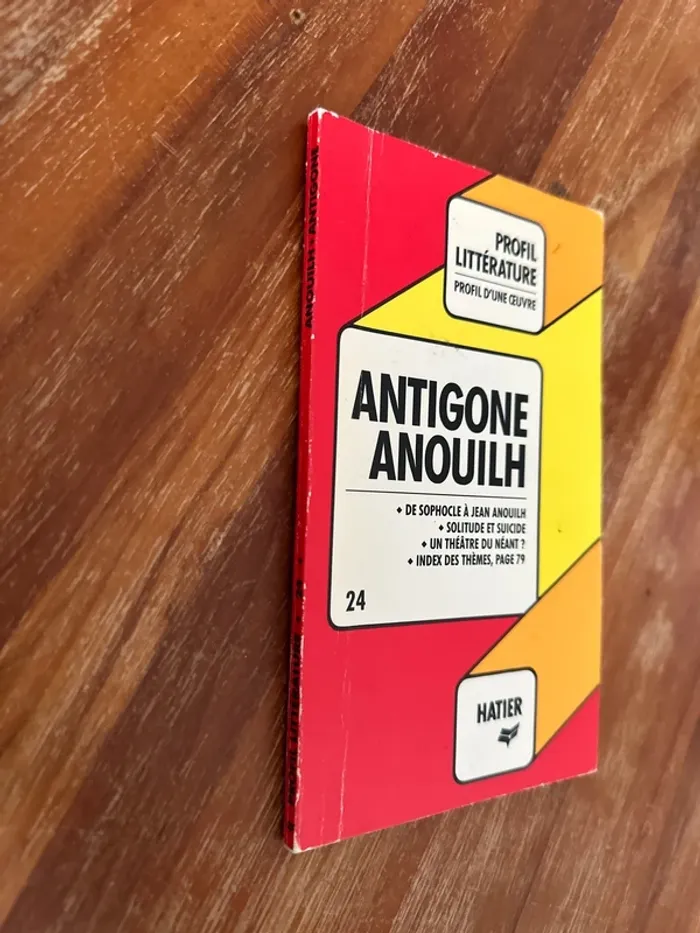 PROFIL
LITTÉRATURE
PROFIL D'UNE ŒUVRE
ANTIGONE
ANOUILH
♦ DE SOPHOCLE À JEAN ANOUILH
♦ SOLITUDE ET SUICIDE
♦ UN THÉÂTRE DU NÉANT ?
♦ INDEX DES THÈMES, PAGE 79
24
HATIER
ANOUILH • ANTIGONE